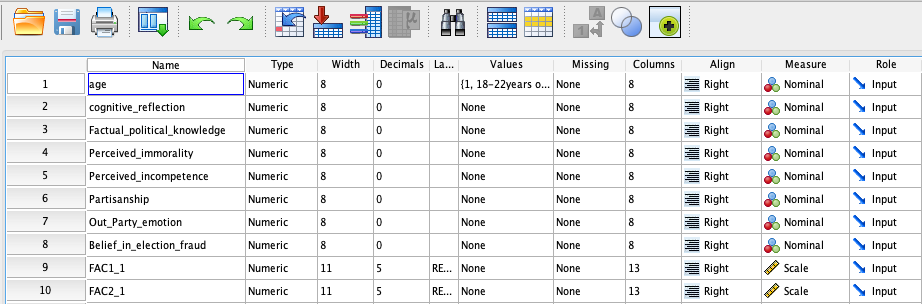 Name Type Width Decimals La... Values Missing Columns Align Measure Role
1 age Numeric 8 0 {1, 18-22years o... None 8 Right Nominal Input
2 cognitive_reflection Numeric 8 0 None None 8 Right Nominal Input
3 Factual_political_knowledge Numeric 8 0 None None 8 Right Nominal Input
4 Perceived_immorality Numeric 8 0 None None 8 Right Nominal Input
5 Perceived_incompetence Numeric 8 0 None None 8 Right Nominal Input
6 Partisanship Numeric 8 0 None None 8 Right Nominal Input
7 Out_Party_emotion Numeric 8 0 None None 8 Right Nominal Input
8 Belief_in_election_fraud Numeric 8 0 None None 8 Right Nominal Input
9 FAC1_1 Numeric 11 5 RE... None None 13 Right Scale Input
10 FAC2_1 Numeric 11 5 RE... None None 13 Right Scale Input